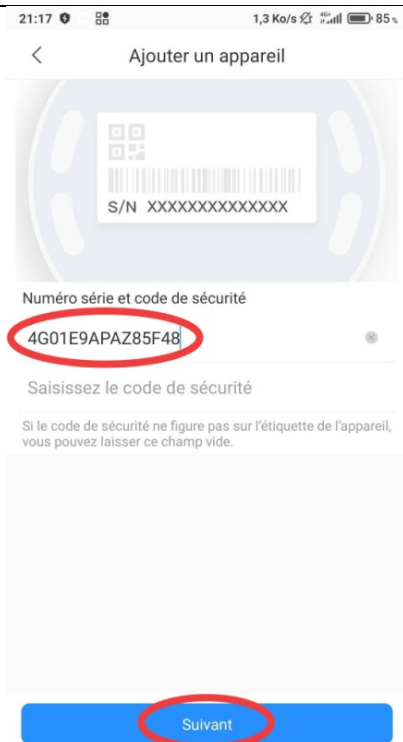 21:17 1,3 Ko/s 4G+ 85 %
Ajouter un appareil
S/N XXXXXXXXXXXXXX
Numéro série et code de sécurité
4G01E9APAZ85F48
Saisissez le code de sécurité
Si le code de sécurité ne figure pas sur l'étiquette de l'appareil,
vous pouvez laisser ce champ vide.
Suivant